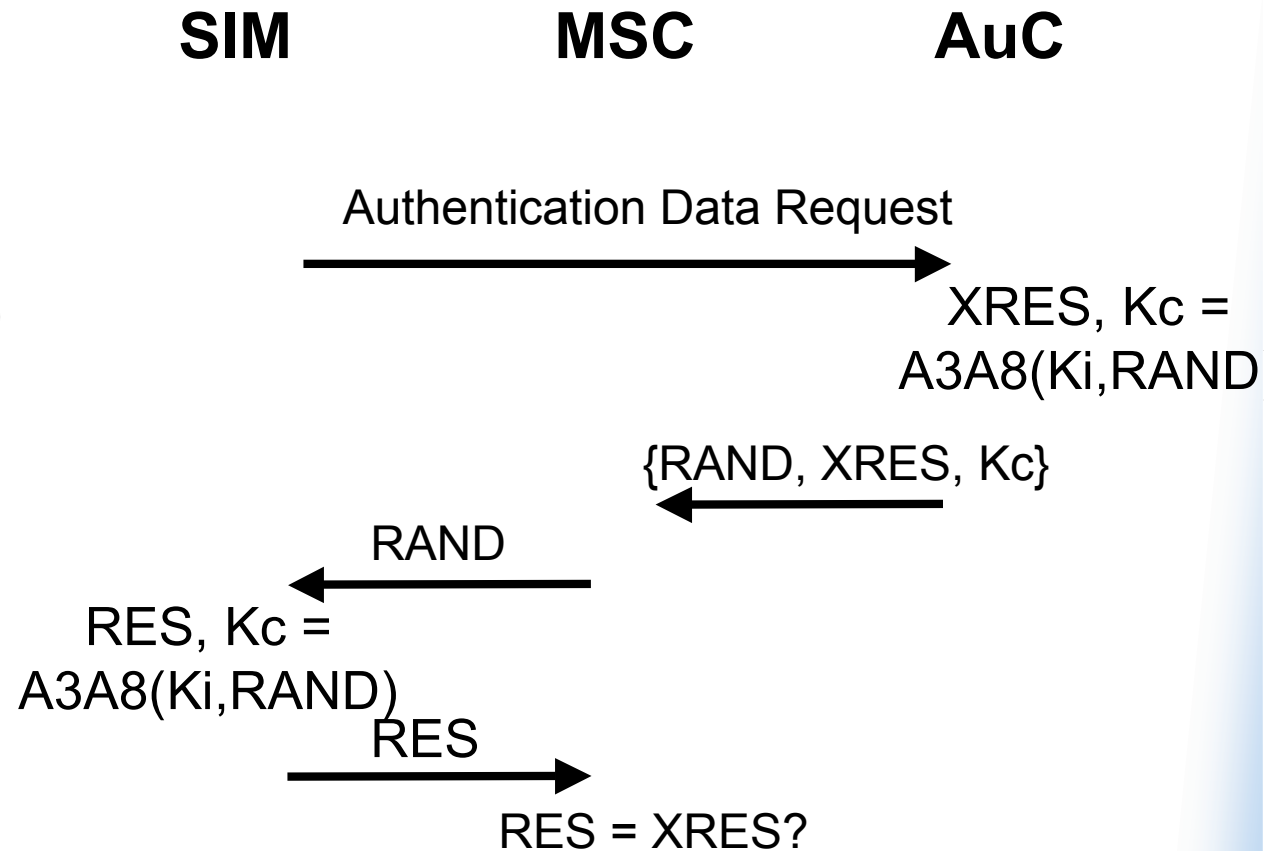 SIM MSC AuC
Authentication Data Request
XRES, Kc =
A3A8(Ki,RAND
{RAND, XRES, Kc}
RAND
RES, Kc =
A3A8(Ki,RAND)
RES
RES = XRES?